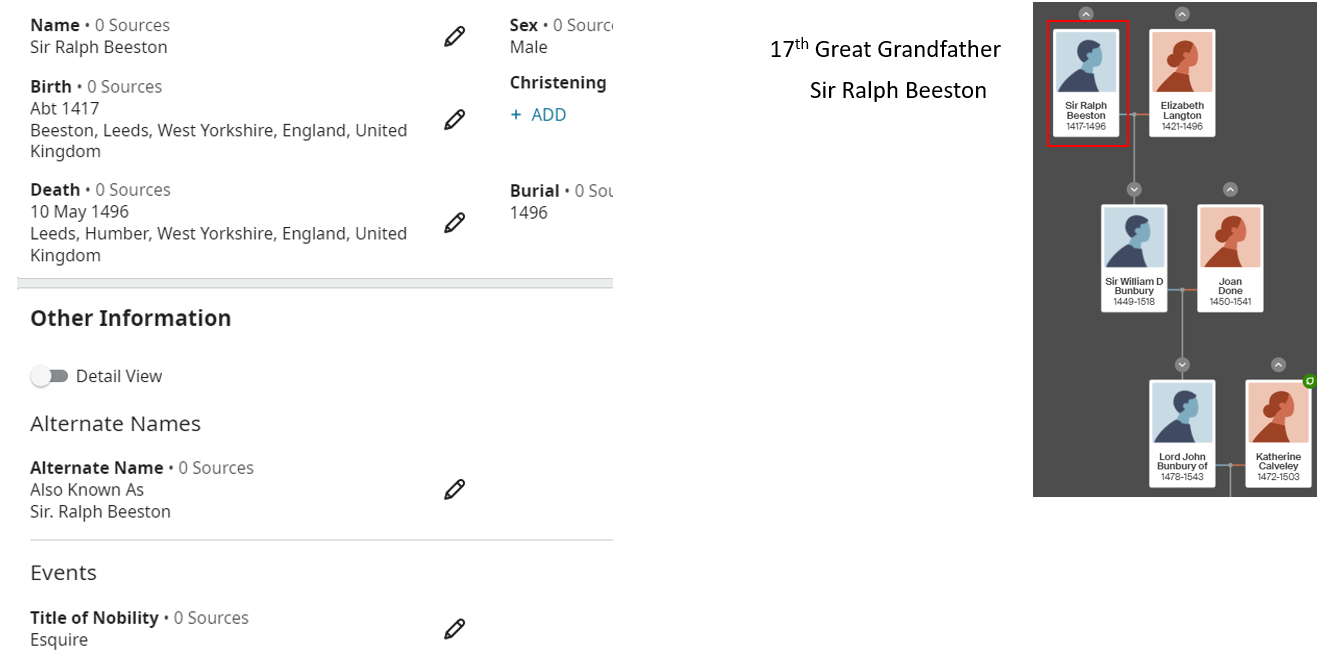 Name • 0 Sources
Sir Ralph Beeston
Birth • 0 Sources
Abt 1417
Beeston, Leeds, West Yorkshire, England, United
Kingdom
Death • 0 Sources
10 May 1496
Leeds, Humber, West Yorkshire, England, United
Kingdom
Sex • 0 Sourc
Male
Christening
+ ADD
Burial • 0 Sou
1496
Other Information
Detail View
Alternate Names
Alternate Name • 0 Sources
Also Known As
Sir. Ralph Beeston
Events
Title of Nobility • 0 Sources
Esquire
17th Great Grandfather
Sir Ralph Beeston
Sir Ralph
Beeston
1417-1496
Elizabeth
Langton
1421-1496
Sir William D
Bunbury
1449-1518
Joan
Done
1450-1541
Lord John
Bunbury of
1478-1543
Katherine
Calveley
1472-1503